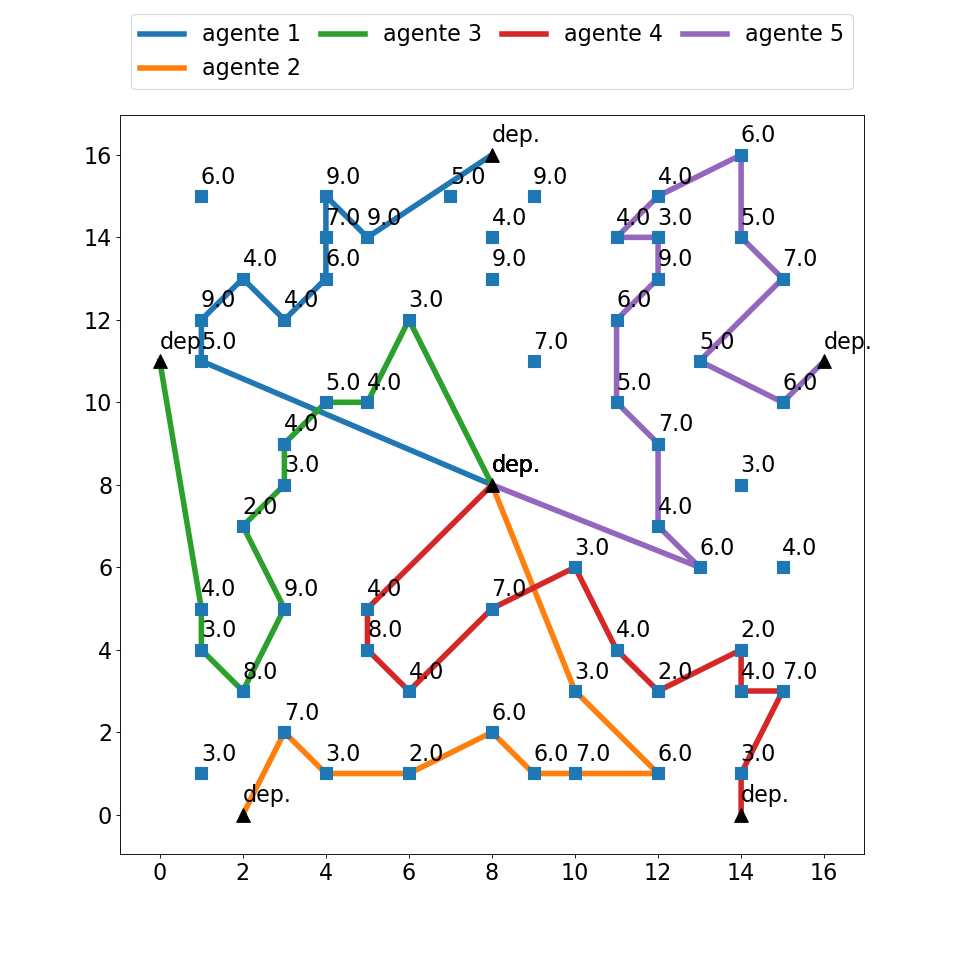 agente 1 agente 3 agente 4 agente 5
agente 2
dep. 6.0
16
6.0 9.0 5.0 9.0 4.0
7.0 9.0 4.0 4.0 3.0 5.0
14
4.0 6.0 9.0 9.0 7.0
9.0 4.0 3.0 6.0
12
dep. 5.0 7.0 5.0 dep.
5.0 4.0 5.0 6.0
10
4.0 7.0
3.0 dep. 3.0
8
2.0 4.0
3.0 6.0 4.0
6
4.0 9.0 4.0 7.0
3.0 8.0 4.0 2.0
4
8.0 4.0 3.0 2.0 4.0 7.0
7.0 6.0
2
3.0 3.0 2.0 6.0 7.0 6.0 3.0
dep. dep.
0
0 2 4 6 8 10 12 14 16